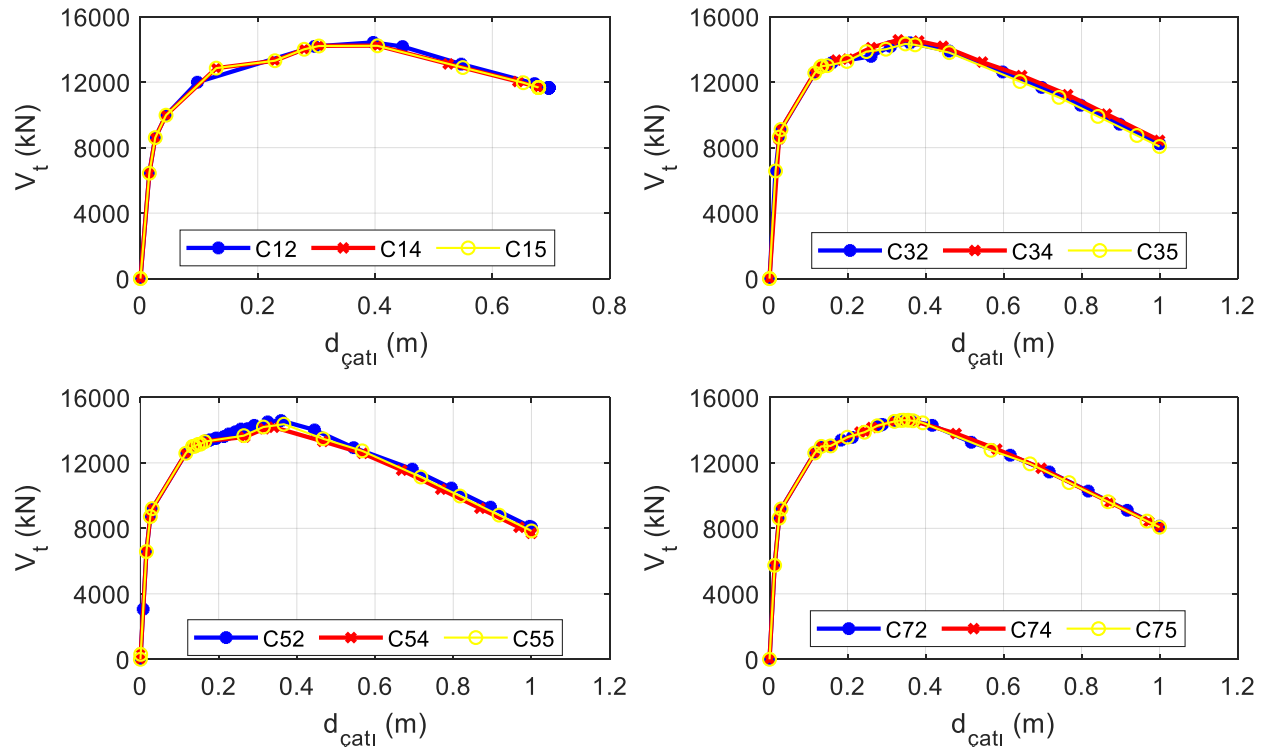 16000
12000
8000
4000
0
V_t (kN)
C12 C14 C15
0 0.2 0.4 0.6 0.8
d_çatı (m)
16000
12000
8000
4000
0
V_t (kN)
C32 C34 C35
0 0.2 0.4 0.6 0.8 1 1.2
d_çatı (m)
16000
12000
8000
4000
0
V_t (kN)
C52 C54 C55
0 0.2 0.4 0.6 0.8 1 1.2
d_çatı (m)
16000
12000
8000
4000
0
V_t (kN)
C72 C74 C75
0 0.2 0.4 0.6 0.8 1 1.2
d_çatı (m)